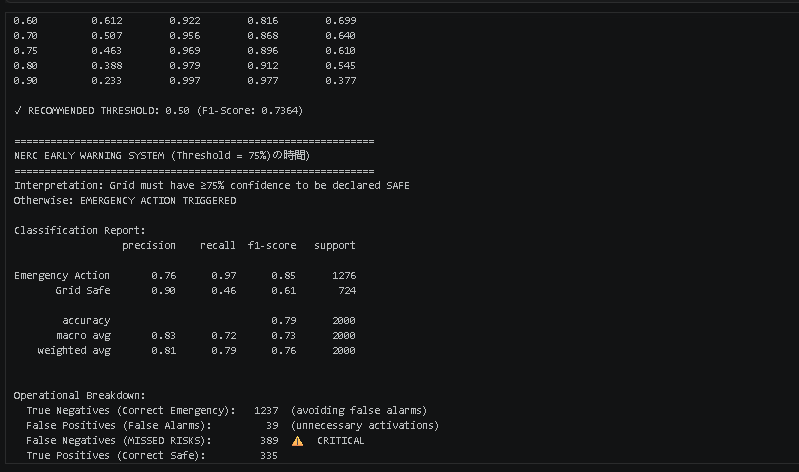 0.60 0.612 0.922 0.816 0.699
0.70 0.507 0.956 0.868 0.640
0.75 0.463 0.969 0.896 0.610
0.80 0.388 0.979 0.912 0.545
0.90 0.233 0.997 0.977 0.377
✓ RECOMMENDED THRESHOLD: 0.50 (F1-Score: 0.7364)
============================================================
NERC EARLY WARNING SYSTEM (Threshold = 75%)の時間)
============================================================
Interpretation: Grid must have ≥75% confidence to be declared SAFE
Otherwise: EMERGENCY ACTION TRIGGERED
Classification Report:
precision recall f1-score support
Emergency Action 0.76 0.97 0.85 1276
Grid Safe 0.90 0.46 0.61 724
accuracy 0.79 2000
macro avg 0.83 0.72 0.73 2000
weighted avg 0.81 0.79 0.76 2000
Operational Breakdown:
True Negatives (Correct Emergency): 1237 (avoiding false alarms)
False Positives (False Alarms): 39 (unnecessary activations)
False Negatives (MISSED RISKS): 389 ⚠️ CRITICAL
True Positives (Correct Safe): 335